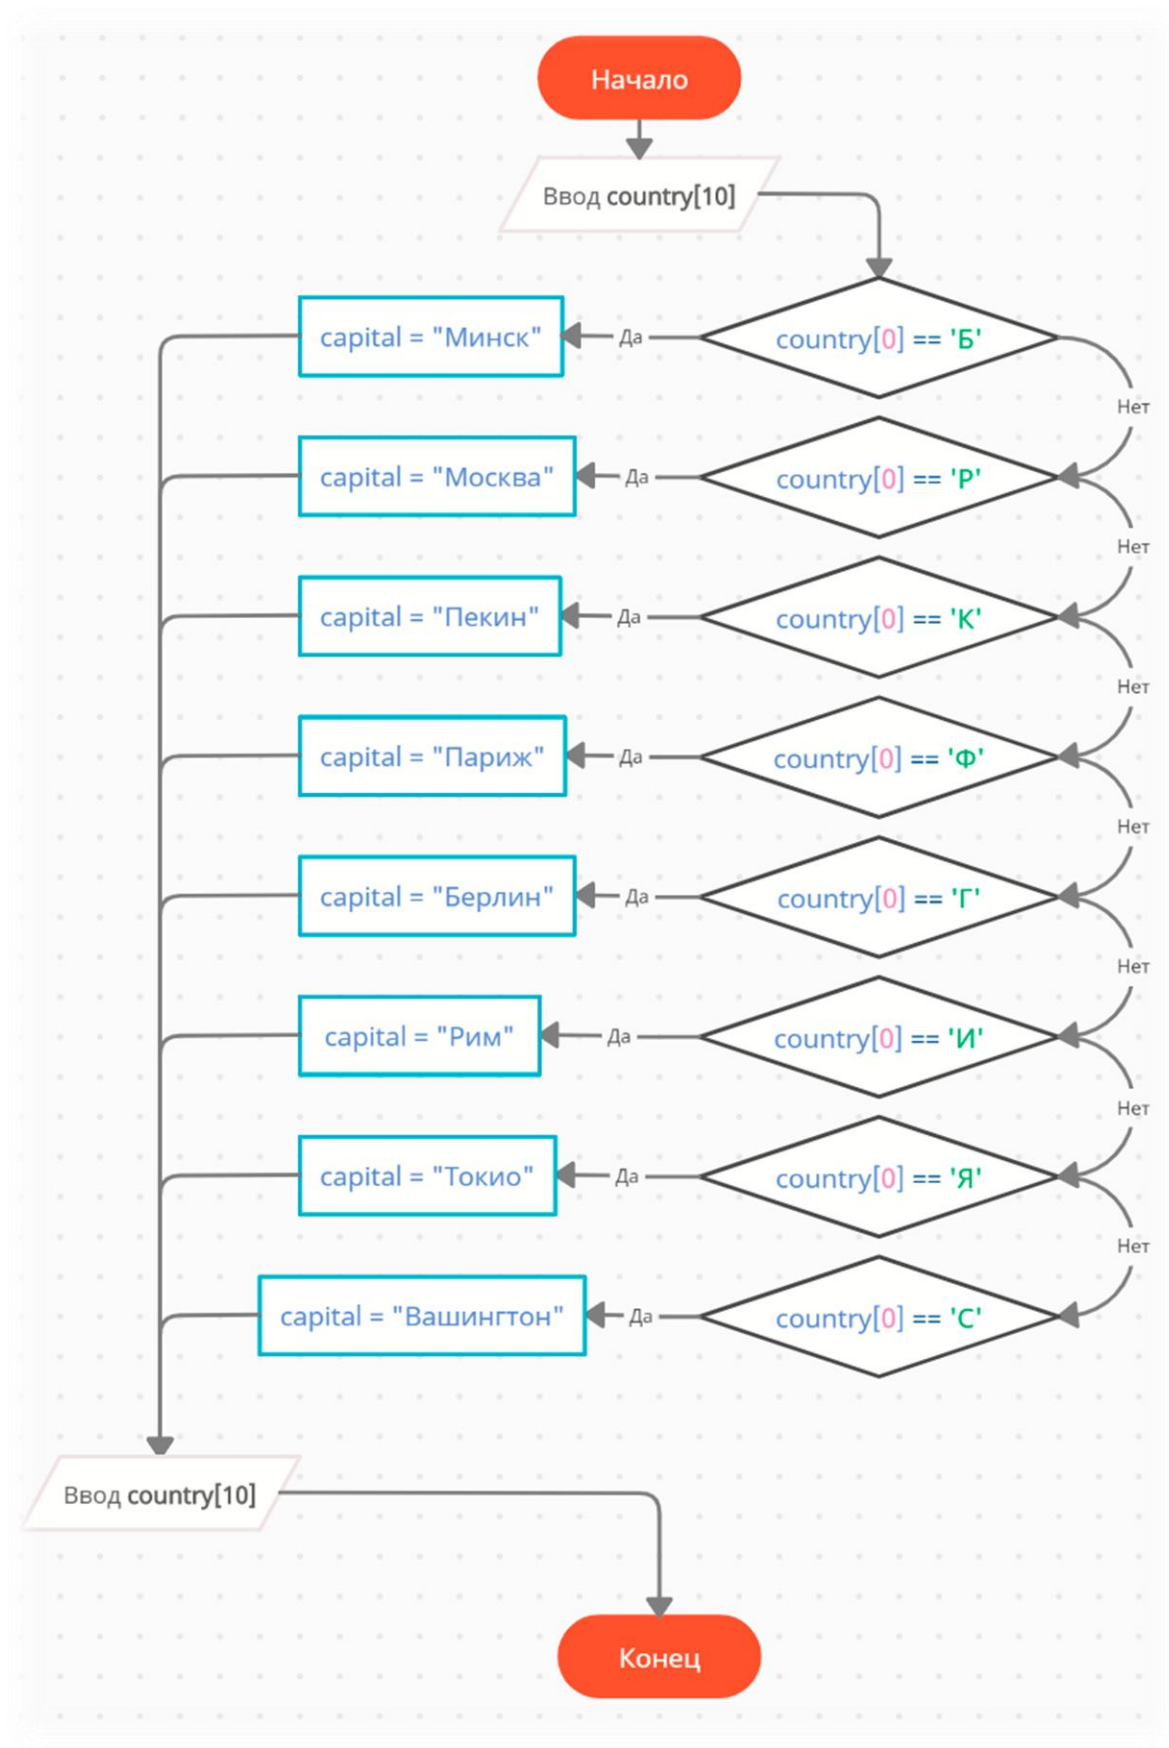 Начало
Ввод country[10]
capital = "Минск"
Да
country[0] == 'Б'
Нет
capital = "Москва"
Да
country[0] == 'Р'
Нет
capital = "Пекин"
Да
country[0] == 'К'
Нет
capital = "Париж"
Да
country[0] == 'Ф'
Нет
capital = "Берлин"
Да
country[0] == 'Г'
Нет
capital = "Рим"
Да
country[0] == 'И'
Нет
capital = "Токио"
Да
country[0] == 'Я'
Нет
capital = "Вашингтон"
Да
country[0] == 'С'
Ввод country[10]
Конец